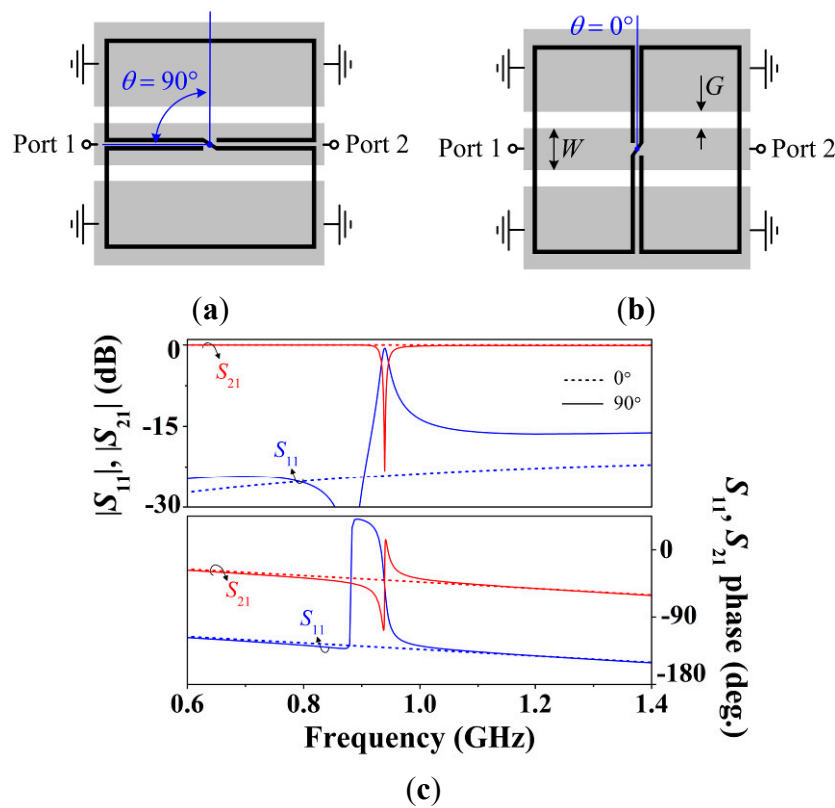 θ = 90°
Port 1
Port 2
(a)
θ = 0°
G
W
Port 1
Port 2
(b)
|S11|, |S21| (dB)
0
-15
-30
S21
S11
0°
90°
S11, S21 phase (deg.)
0
-90
-180
S21
S11
0.6
0.8
1.0
1.2
1.4
Frequency (GHz)
(c)